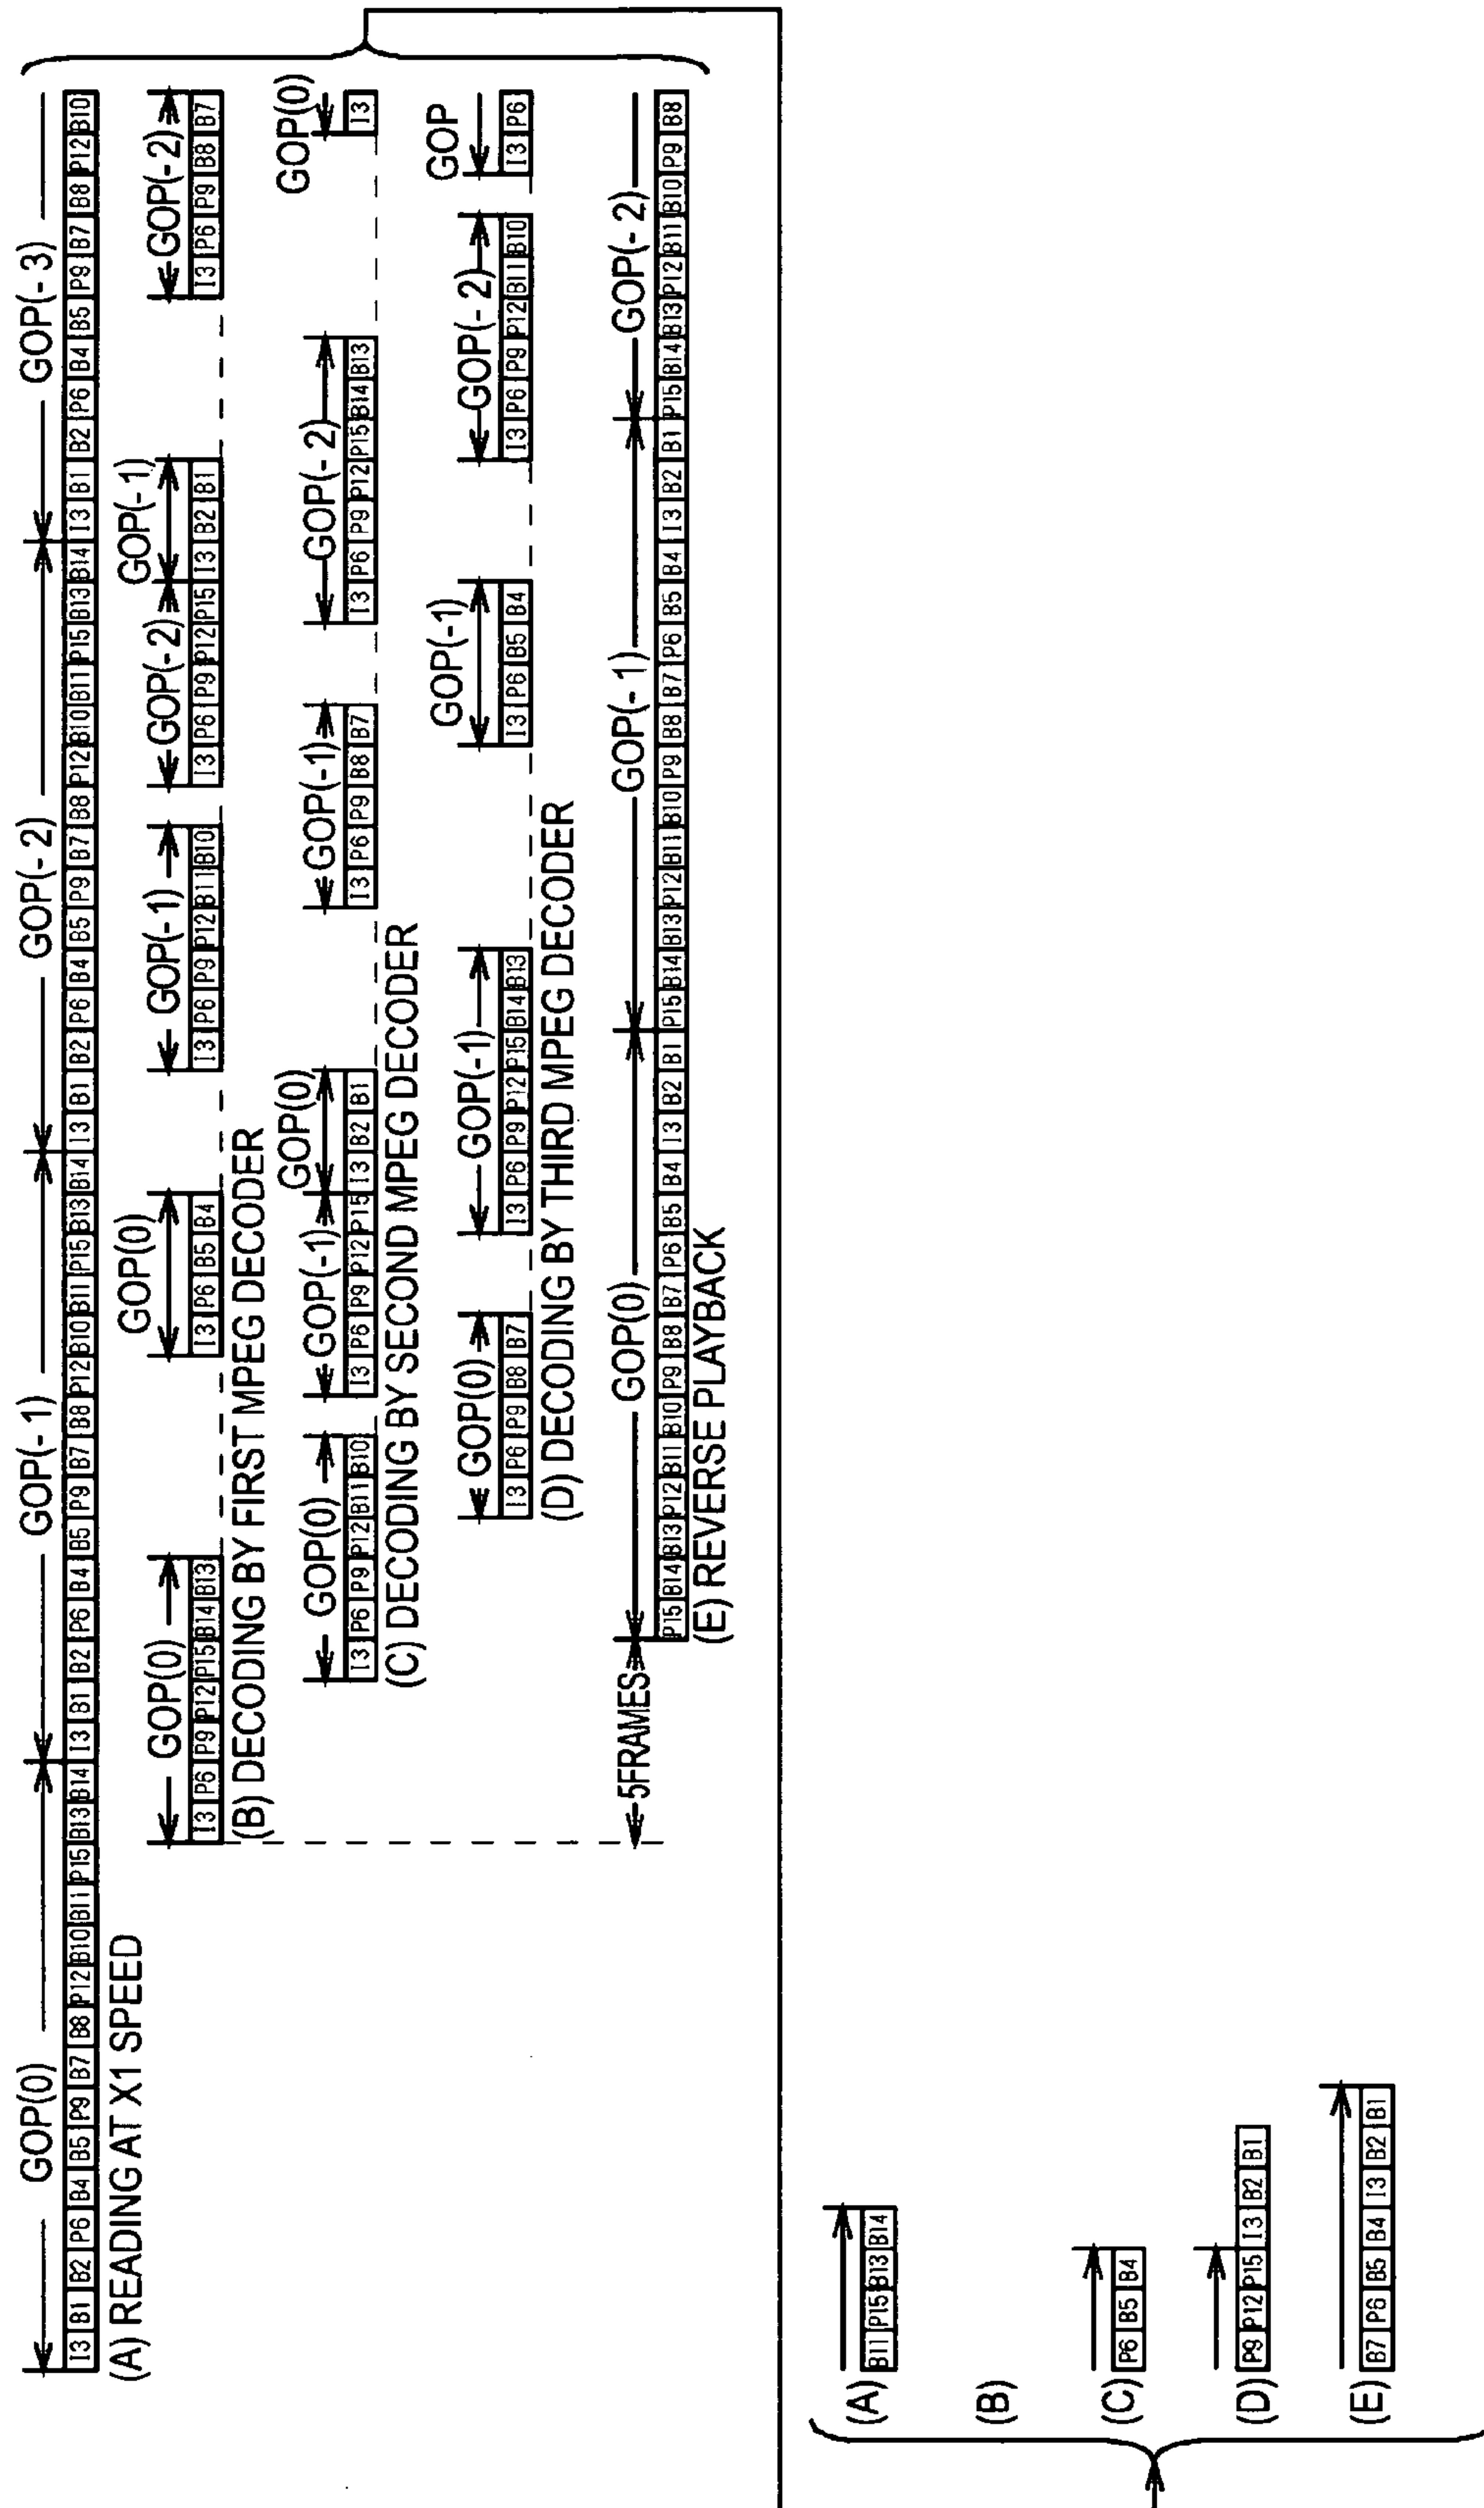 GOP(0) GOP(-1) GOP(-2) GOP(-3)
I3 B1 B2 P6 B4 B5 P9 B7 B8 P12 B10 B11 P15 B13 B14 I3 B1 B2 P6 B4 B5 P9 B7 B8 P12 B10 B11 P15 B13 B14 I3 B1 B2 P6 B4 B5 P9 B7 B8 P12 B10 B11 P15 B13 B14 I3 B1 B2 P6 B4 B5 P9 B7 B8 P12 B10
(A) READING AT X1 SPEED
GOP(0) GOP(0) GOP(-1) GOP(-2) GOP(-1) GOP(-2)
I3 P6 P9 P12 P15 B14 B13 I3 P6 B5 B4 I3 P6 P9 P12 B11 B10 I3 P6 P9 P12 P15 I3 B2 B1 I3 P6 P9 B8 B7
(B) DECODING BY FIRST MPEG DECODER
GOP(0) GOP(-1) GOP(0) GOP(-1) GOP(-2) GOP(0)
I3 P6 P9 P12 B11 B10 I3 P6 P9 P12 P15 I3 B2 B1 I3 P6 P9 B8 B7 I3 P6 P9 P12 P15 B14 B13 I3
(C) DECODING BY SECOND MPEG DECODER
GOP(0) GOP(-1) GOP(-1) GOP(-2) GOP
I3 P6 P9 B8 B7 I3 P6 P9 P12 P15 B14 B13 I3 P6 B5 B4 I3 P6 P9 P12 B11 B10 I3 P6
(D) DECODING BY THIRD MPEG DECODER
5FRAMES GOP(0) GOP(-1) GOP(-2)
P15 B14 B13 P12 B11 B10 P9 B8 B7 P6 B5 B4 I3 B2 B1 P15 B14 B13 P12 B11 B10 P9 B8 B7 P6 B5 B4 I3 B2 B1 P15 B14 B13 P12 B11 B10 P9 B8
(E) REVERSE PLAYBACK
(A) B11 P15 B13 B14
(B)
(C) P6 B5 B4
(D) P9 P12 P15 I3 B2 B1
(E) B7 P6 B5 B4 I3 B2 B1